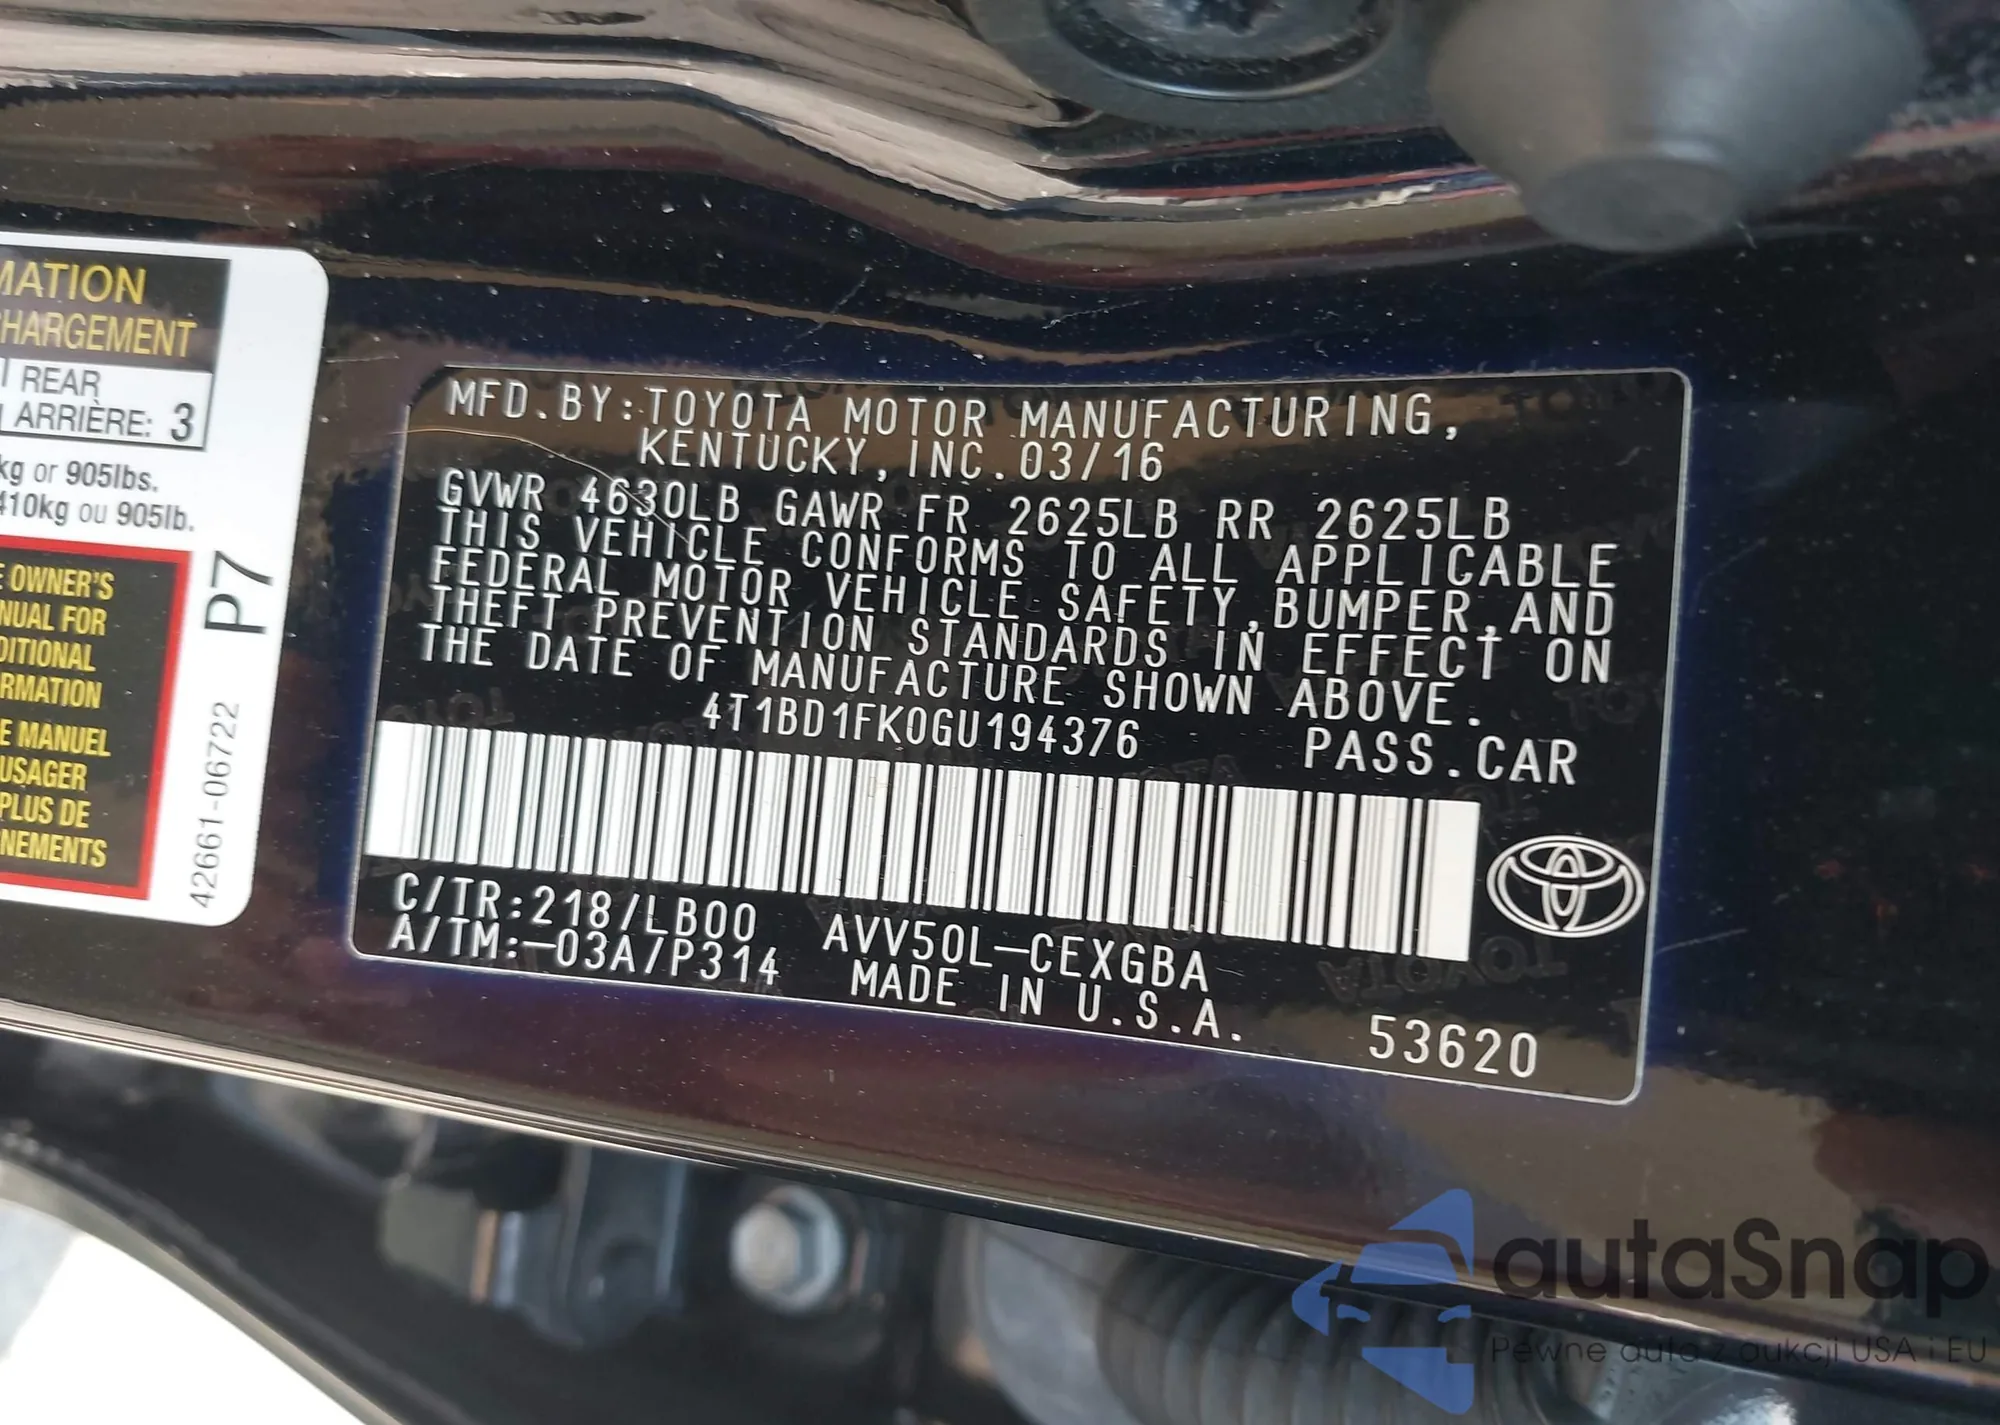 MATION
HARGEMENT
REAR
ARRIÈRE: 3
kg or 905lbs.
410kg ou 905lb.
E OWNER'S
NUAL FOR
DITIONAL
RMATION
E MANUEL
USAGER
PLUS DE
NEMENTS
P7
42661-06722
MFD.BY:TOYOTA MOTOR MANUFACTURING,
KENTUCKY,INC.03/16
GVWR 4630LB GAWR FR 2625LB RR 2625LB
THIS VEHICLE CONFORMS TO ALL APPLICABLE
FEDERAL MOTOR VEHICLE SAFETY,BUMPER,AND
THEFT PREVENTION STANDARDS IN EFFECT ON
THE DATE OF MANUFACTURE SHOWN ABOVE.
4T1BD1FK0GU194376 PASS.CAR
C/TR:218/LB00 AVV50L-CEXGBA
A/TM:-03A/P314 MADE IN U.S.A. 53620
autaSnap
Pewne auta z aukcji USA i EU